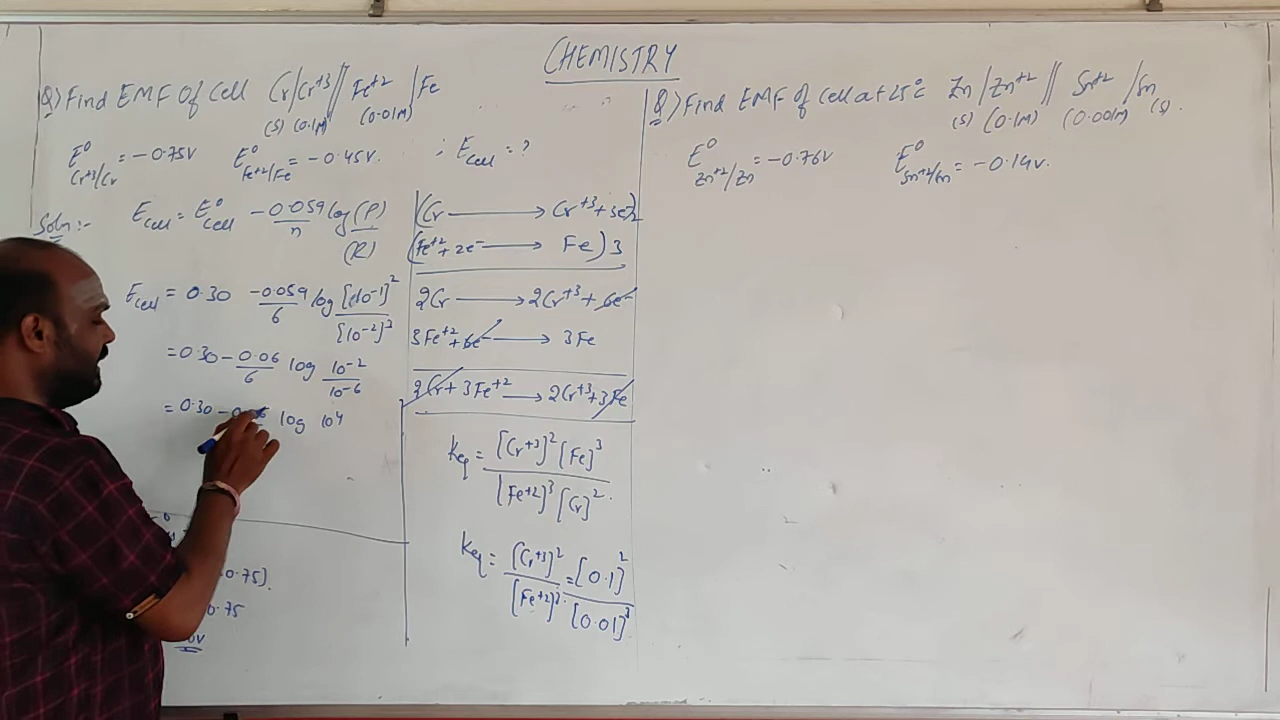 CHEMISTRY
Q) Find EMF Of Cell Cr/Cr+3 // Fe+2 / Fe
(S) (0.1M) (0.01M)
E0 Cr+3/Cr = -0.75V E0 Fe+2/Fe = -0.45V. ; Ecell = ?
Soln:- Ecell = E0cell - 0.059/n log (P)/(R)
Ecell = 0.30 - 0.059/6 log [10-1]2/[10-2]3
= 0.30 - 0.06/6 log 10-2/10-6
= 0.30 - log 104
0.75].
0.75
(Cr → Cr+3 + 3e-)2
(Fe+2 + 2e- → Fe) 3
2Cr → 2Cr+3 + 6e-
3Fe+2 + 6e- → 3Fe
2Cr + 3Fe+2 → 2Cr+3 + 3Fe
Keq = [Cr+3]2 [Fe]3 / [Fe+2]3 [Cr]2.
Keq = [Cr+3]2 / [Fe+2]3 = [0.1]2 / [0.01]3
Q) Find EMF Of Cell at 25°C Zn/Zn+2 // Sn+2 / Sn
(S) (0.1M) (0.001M) (S).
E0 Zn+2/Zn = -0.76V E0 Sn+2/Sn = -0.14V.